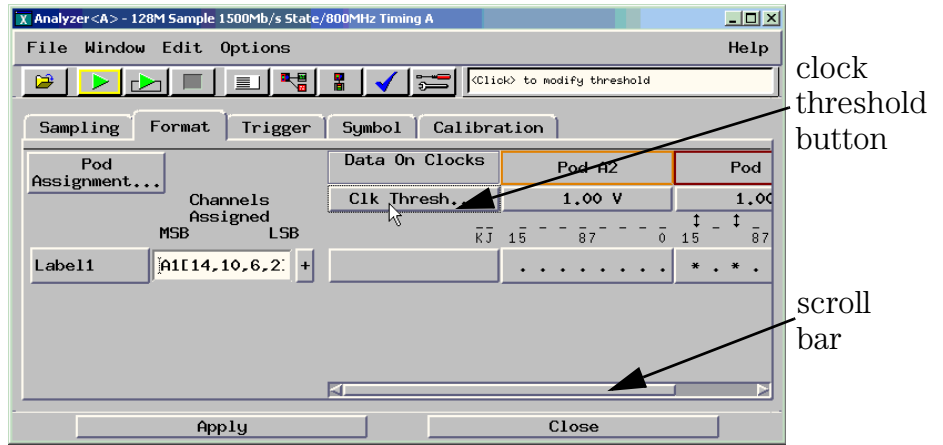 Analyzer<A> - 128M Sample 1500Mb/s State/800MHz Timing A
File Window Edit Options Help
<Click> to modify threshold
Sampling Format Trigger Symbol Calibration
Pod Assignment...
Data On Clocks
Pod A2
Pod
Clk Thresh...
1.00 V
1.00
Channels
Assigned
MSB LSB
KJ 15 87 0 15 87
Label1 A1[14,10,6,2] +
Apply Close
clock
threshold
button
scroll
bar